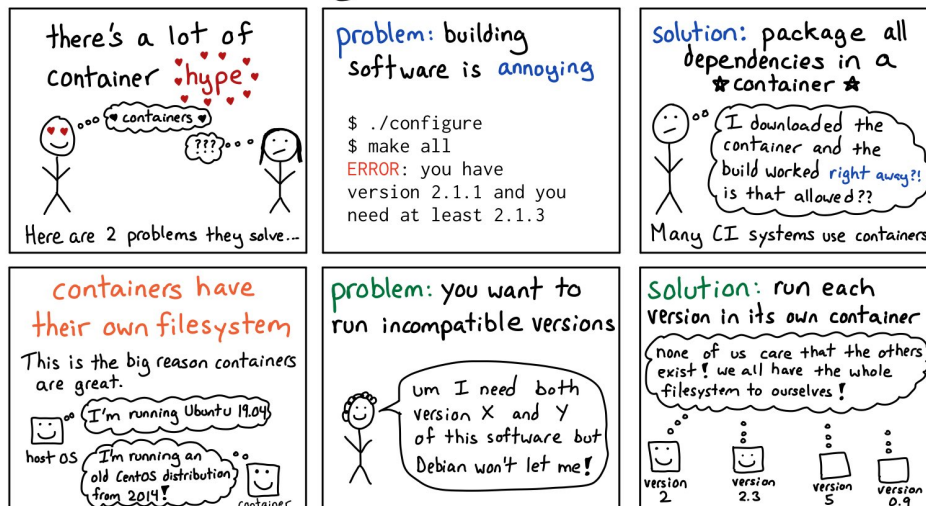 there's a lot of
container hype
♥ containers ♥
???
Here are 2 problems they solve...
problem: building
software is annoying
$ ./configure
$ make all
ERROR: you have
version 2.1.1 and you
need at least 2.1.3
solution: package all
dependencies in a
★ container ★
I downloaded the
container and the
build worked right away?!
is that allowed??
Many CI systems use containers
containers have
their own filesystem
This is the big reason containers
are great.
I'm running Ubuntu 19.04
host OS
I'm running an
old CentOS distribution
from 2014!
container
problem: you want to
run incompatible versions
um I need both
version X and Y
of this software but
Debian won't let me!
solution: run each
version in its own container
none of us care that the others
exist! we all have the whole
filesystem to ourselves!
version
2
version
2.3
version
5
version
0.9